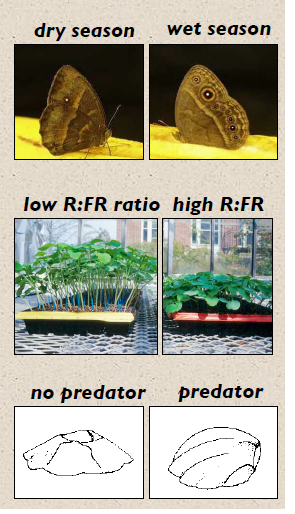 dry season wet season
low R:FR ratio high R:FR
no predator predator